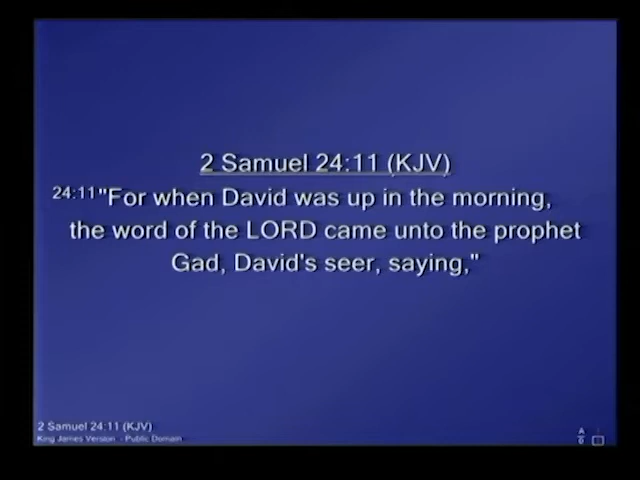 2 Samuel 24:11 (KJV)
24:11"For when David was up in the morning,
the word of the LORD came unto the prophet
Gad, David's seer, saying,"
2 Samuel 24:11 (KJV)
King James Version - Public Domain